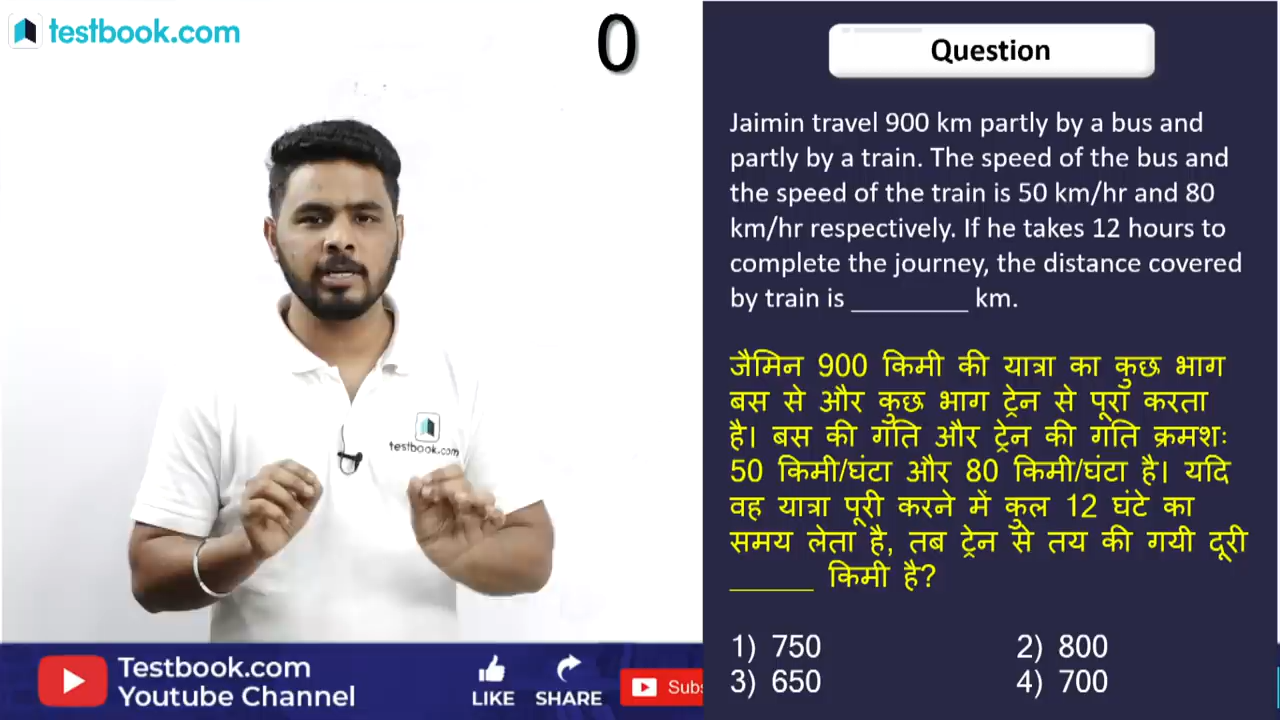 testbook.com
0
Question
Jaimin travel 900 km partly by a bus and
partly by a train. The speed of the bus and
the speed of the train is 50 km/hr and 80
km/hr respectively. If he takes 12 hours to
complete the journey, the distance covered
by train is _________ km.
जैमिन 900 किमी की यात्रा का कुछ भाग
बस से और कुछ भाग ट्रेन से पूरा करता
है। बस की गति और ट्रेन की गति क्रमशः
50 किमी/घंटा और 80 किमी/घंटा है। यदि
वह यात्रा पूरी करने में कुल 12 घंटे का
समय लेता है, तब ट्रेन से तय की गयी दूरी
______ किमी है?
1) 750 2) 800
3) 650 4) 700
testbook.com
Testbook.com
Youtube Channel
LIKE
SHARE
Subs